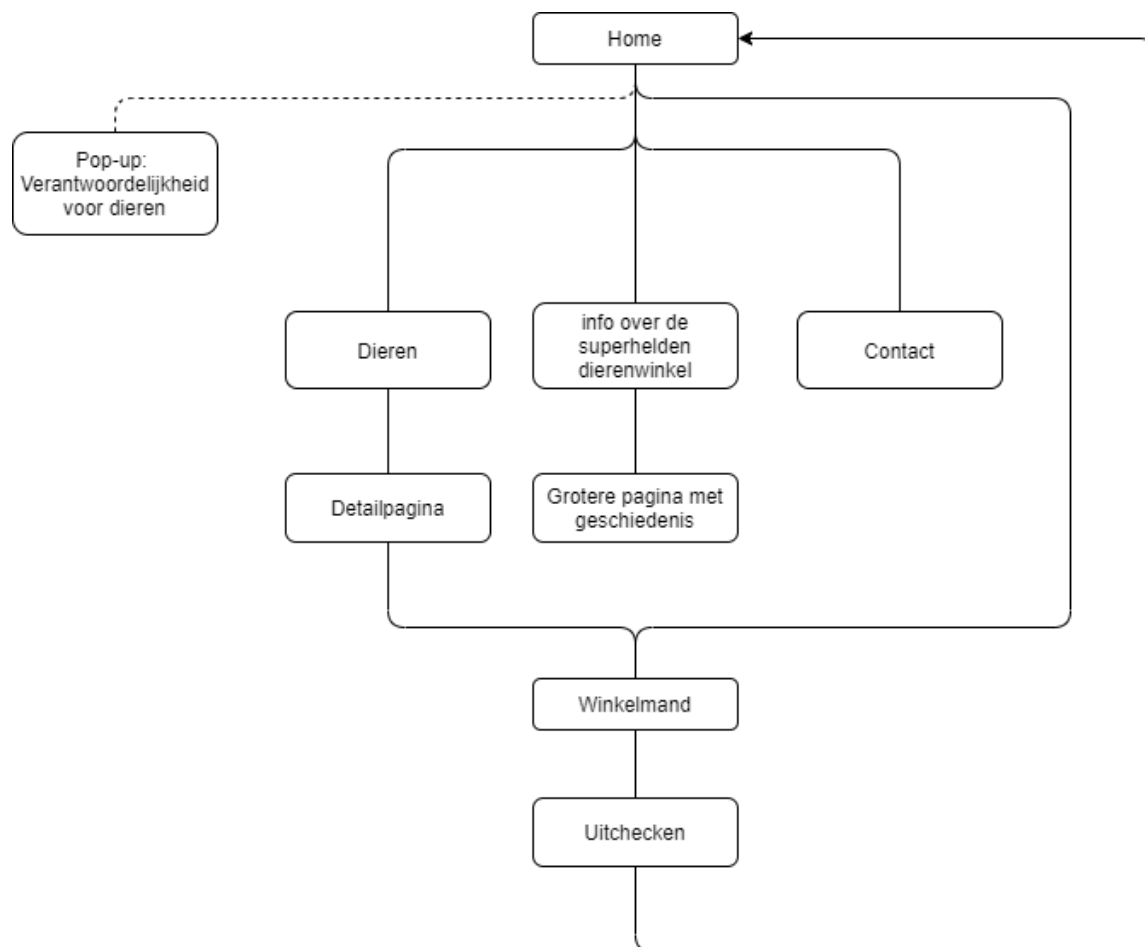 Home
Pop-up:
Verantwoordelijkheid
voor dieren
Dieren
info over de
superhelden
dierenwinkel
Contact
Detailpagina
Grotere pagina met
geschiedenis
Winkelmand
Uitchecken